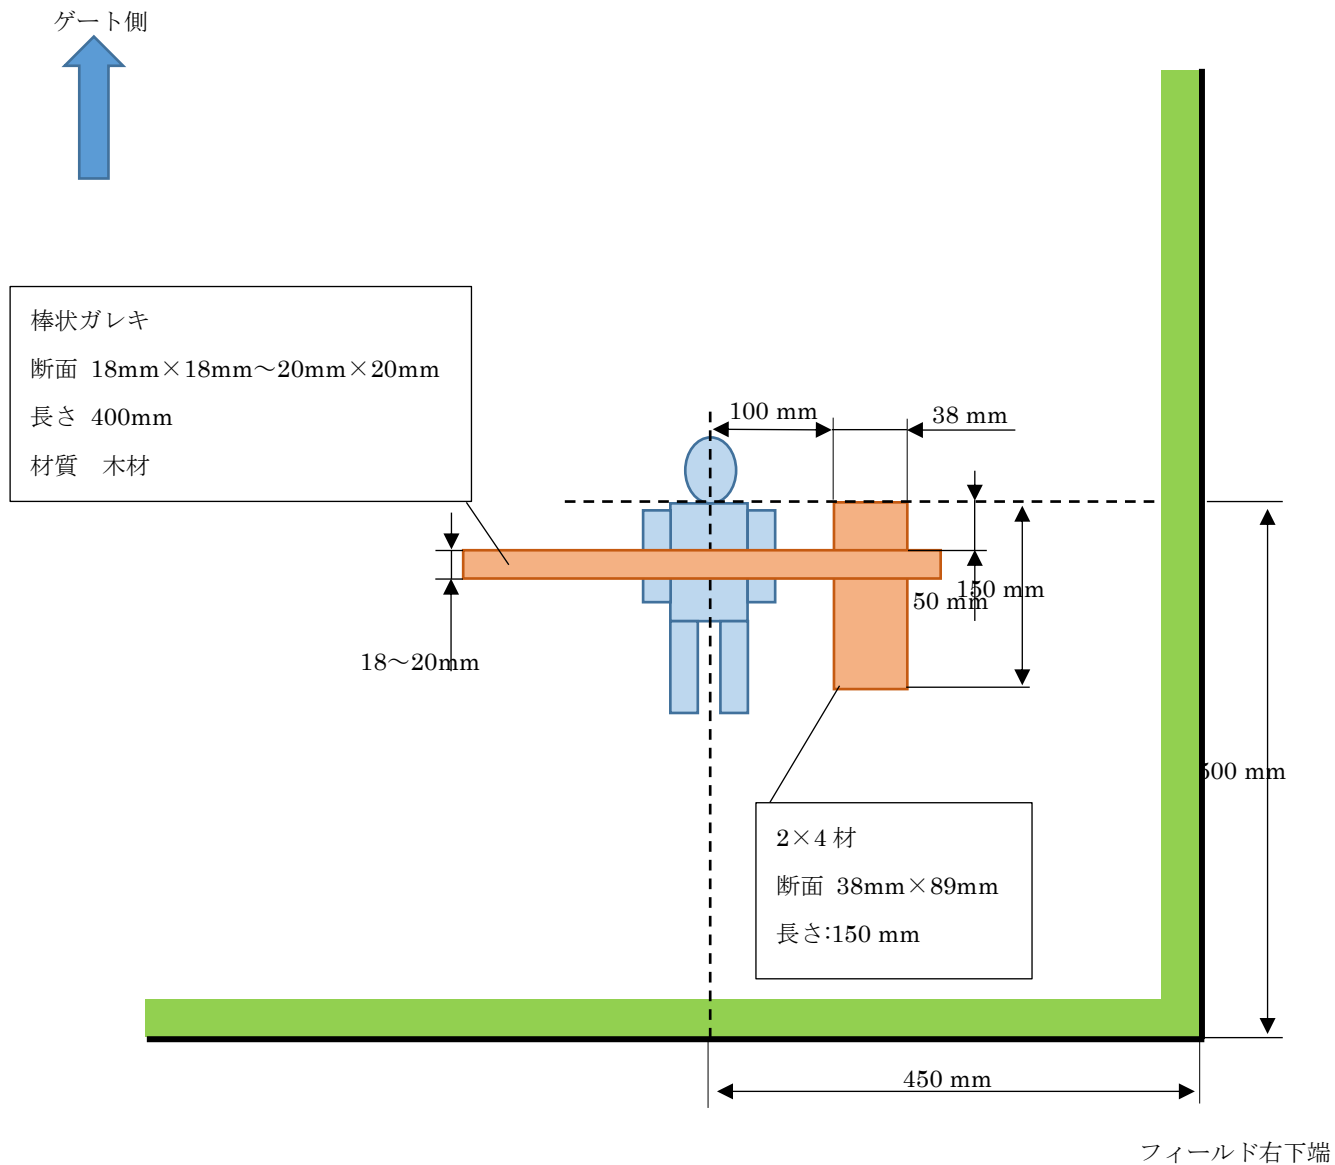 ゲート側
棒状ガレキ
断面 18mm×18mm～20mm×20mm
長さ 400mm
材質　木材
100 mm
38 mm
150 mm
50 mm
18～20mm
500 mm
2×4 材
断面 38mm×89mm
長さ:150 mm
450 mm
フィールド右下端